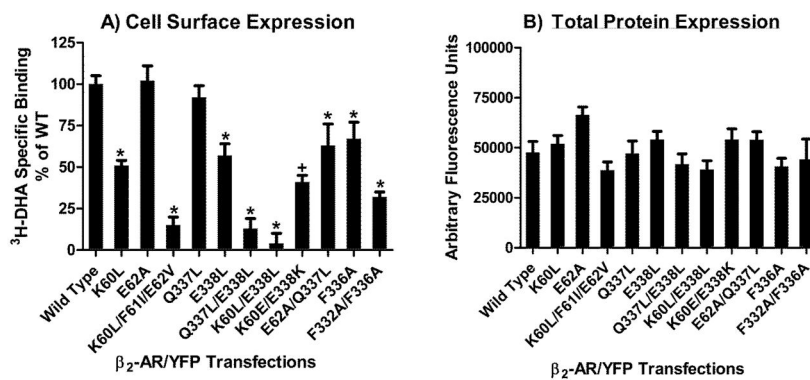 A) Cell Surface Expression
³H-DHA Specific Binding
% of WT
125
100
75
50
25
0
*
*
*
*
*
+
*
*
*
Wild Type
K60L
E62A
K60L/F61I/E62V
Q337L
E338L
Q337L/E338L
K60L/E338L
K60E/E338K
E62A/Q337L
F336A
F332A/F336A
β₂-AR/YFP Transfections
B) Total Protein Expression
Arbitrary Fluorescence Units
100000
75000
50000
25000
0
Wild Type
K60L
E62A
K60L/F61I/E62V
Q337L
E338L
Q337L/E338L
K60L/E338L
K60E/E338K
E62A/Q337L
F336A
F332A/F336A
β₂-AR/YFP Transfections